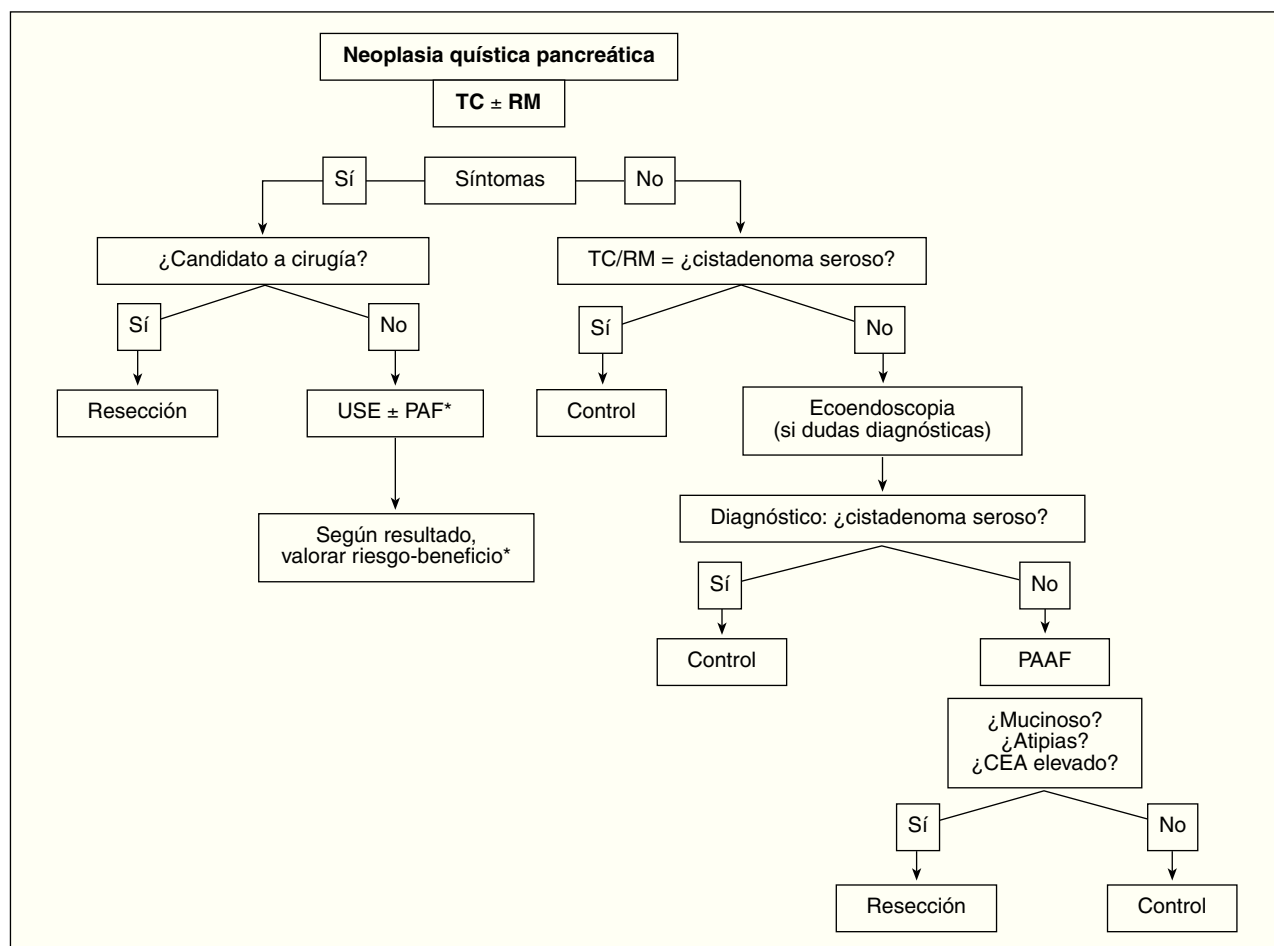 Neoplasia quística pancreática
TC ± RM
Sí
Síntomas
No
¿Candidato a cirugía?
TC/RM = ¿cistadenoma seroso?
Sí
No
Sí
No
Resección
USE ± PAF*
Control
Ecoendoscopia
(si dudas diagnósticas)
Según resultado,
valorar riesgo-beneficio*
Diagnóstico: ¿cistadenoma seroso?
Sí
No
Control
PAAF
¿Mucinoso?
¿Atipias?
¿CEA elevado?
Sí
No
Resección
Control